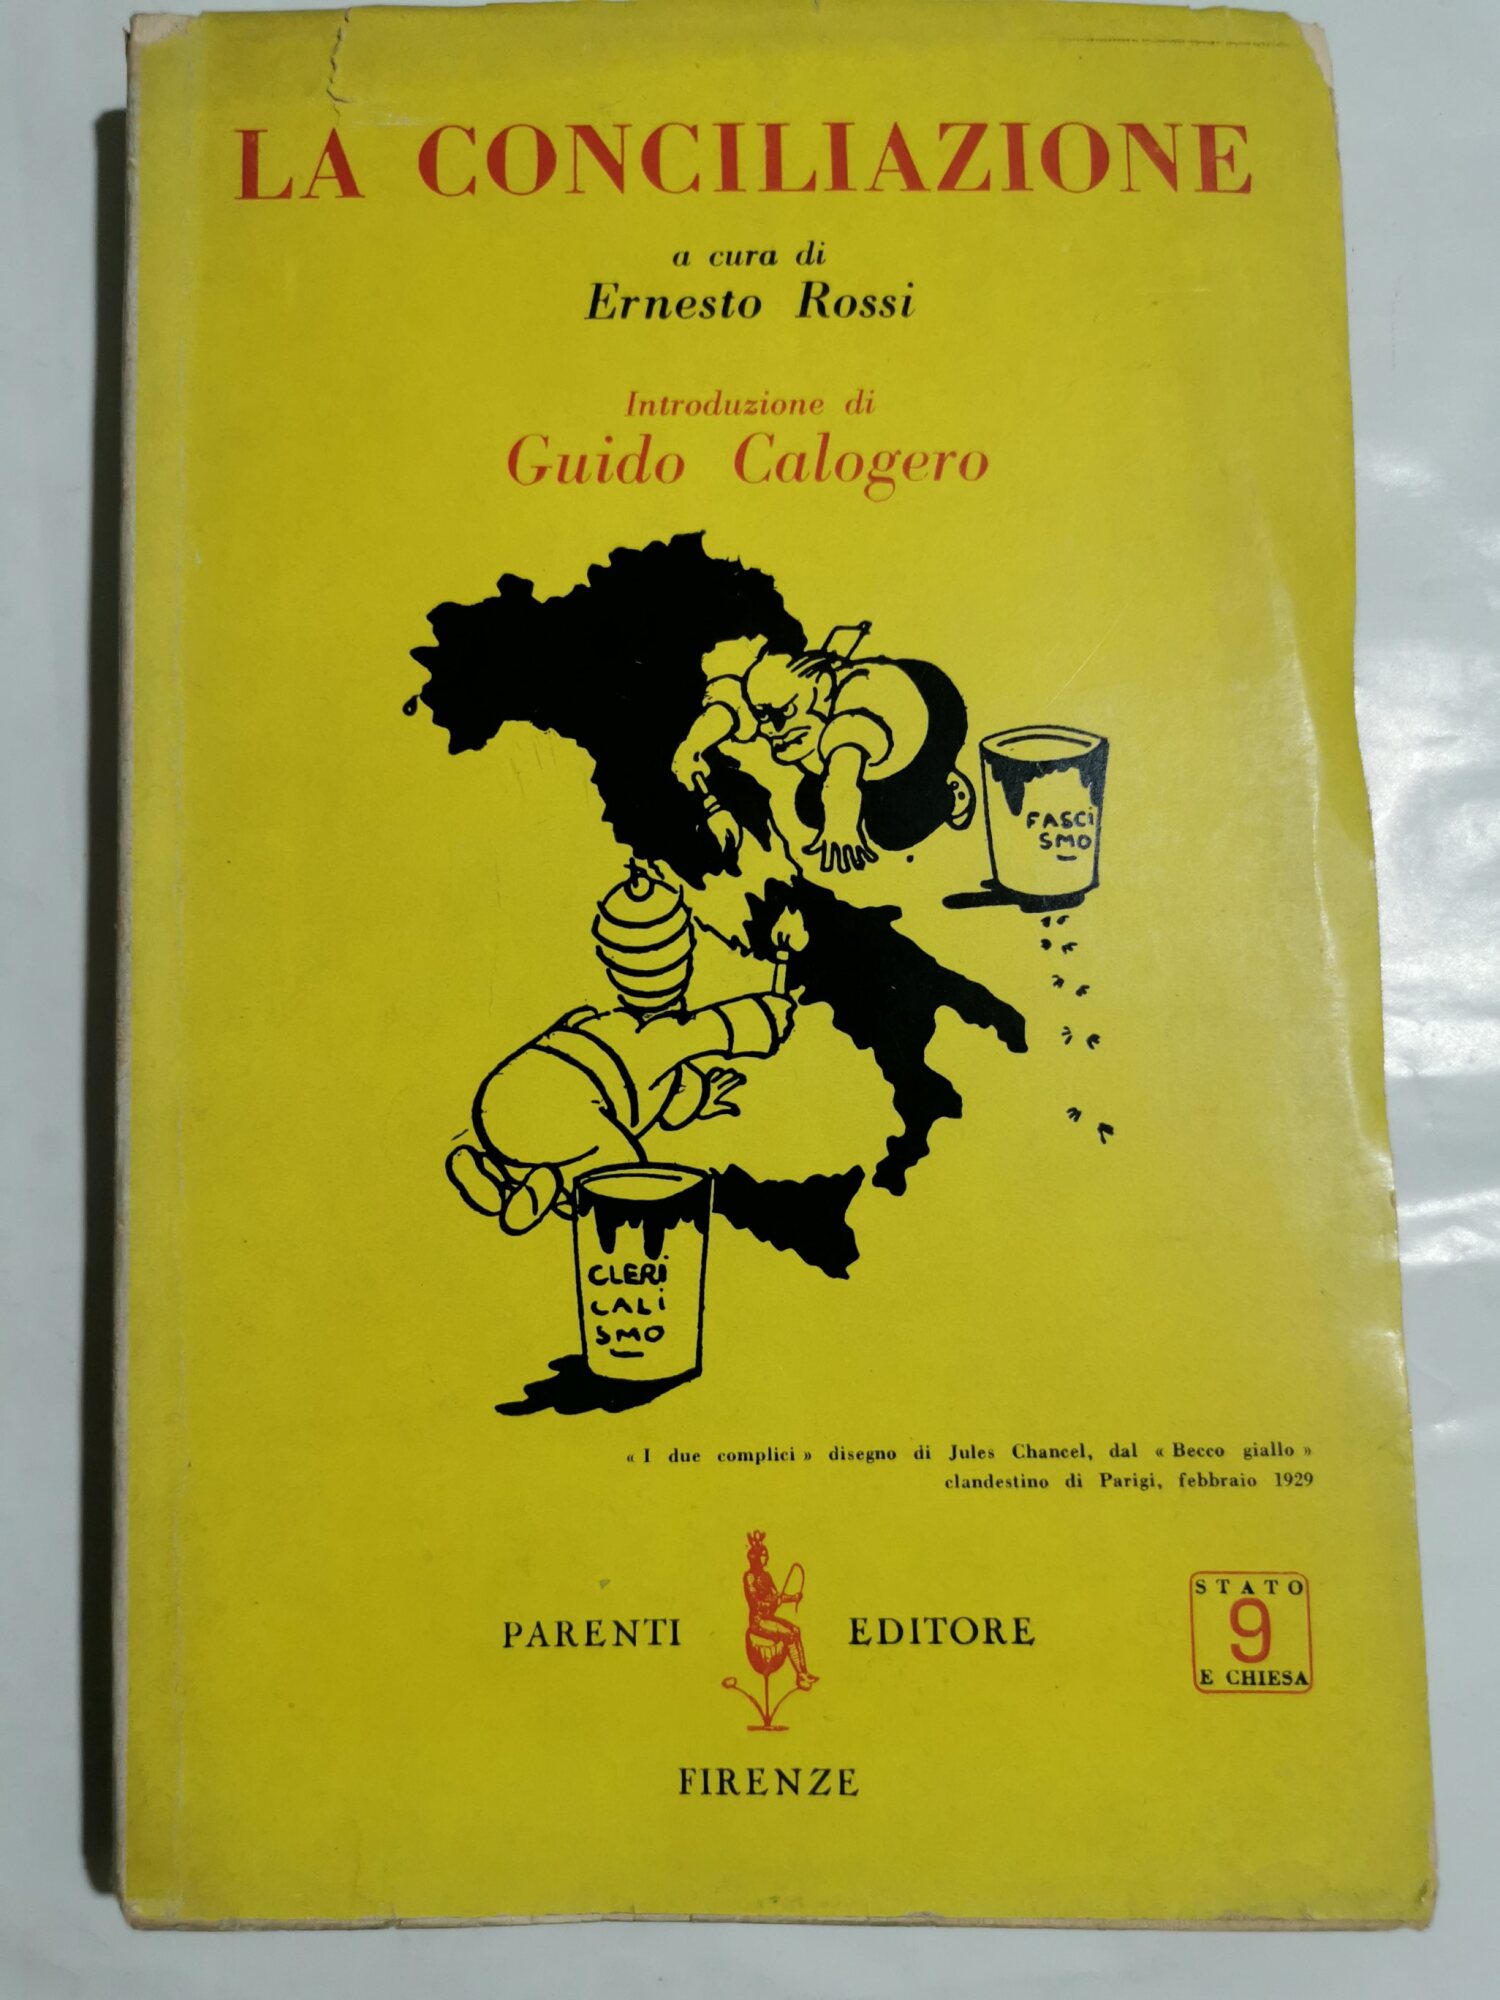 LA CONCILIAZIONE
a cura di
Ernesto Rossi
Introduzione di
Guido Calogero
FASCI
SMO
CLERI
CALI
SMO
« I due complici » disegno di Jules Chancel, dal « Becco giallo »
clandestino di Parigi, febbraio 1929
PARENTI EDITORE
FIRENZE
STATO
9
E CHIESA